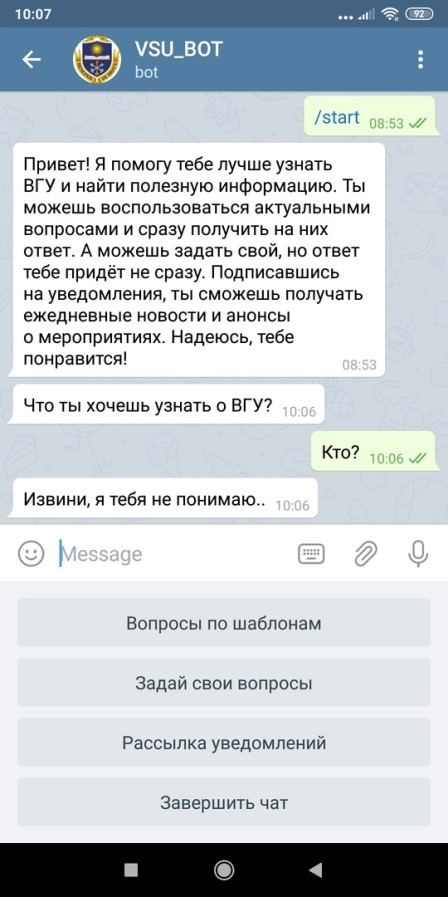 10:07
92
VSU_BOT
bot
/start 08:53
Привет! Я помогу тебе лучше узнать
ВГУ и найти полезную информацию. Ты
можешь воспользоваться актуальными
вопросами и сразу получить на них
ответ. А можешь задать свой, но ответ
тебе придёт не сразу. Подписавшись
на уведомления, ты сможешь получать
ежедневные новости и анонсы
о мероприятиях. Надеюсь, тебе
понравится! 08:53
Что ты хочешь узнать о ВГУ? 10:06
Кто? 10:06
Извини, я тебя не понимаю.. 10:06
Message
Вопросы по шаблонам
Задай свои вопросы
Рассылка уведомлений
Завершить чат